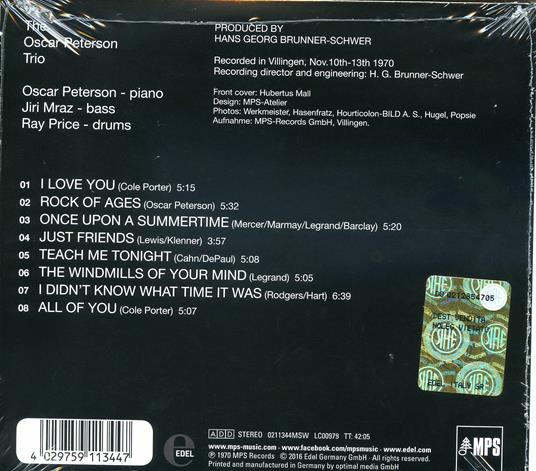 The
Oscar Peterson
Trio
Oscar Peterson - piano
Jiri Mraz - bass
Ray Price - drums
PRODUCED BY
HANS GEORG BRUNNER-SCHWER
Recorded in Villingen, Nov.10th-13th 1970
Recording director and engineering: H. G. Brunner-Schwer
Front cover: Hubertus Mall
Design: MPS-Atelier
Photos: Werkmeister, Hasenfratz, Hourticolon-BILD A. S., Hugel, Popsie
Aufnahme: MPS-Records GmbH, Villingen.
01 I LOVE YOU (Cole Porter) 5:15
02 ROCK OF AGES (Oscar Peterson) 5:32
03 ONCE UPON A SUMMERTIME (Mercer/Marmay/Legrand/Barclay) 5:20
04 JUST FRIENDS (Lewis/Klenner) 3:57
05 TEACH ME TONIGHT (Cahn/DePaul) 5:08
06 THE WINDMILLS OF YOUR MIND (Legrand) 5:05
07 I DIDN'T KNOW WHAT TIME IT WAS (Rodgers/Hart) 6:39
08 ALL OF YOU (Cole Porter) 5:07
DEST.VENDITA
NOLEG.VIETATO
SIAE
EDEL ITALY SR
4 029759 113447
e
EDEL
ADD STEREO 0211344MSW LC00979 TT: 42:05
www.mps-music.com · www.facebook.com/mpsmusic · www.edel.com
℗ 1970 MPS Records © 2016 Edel Germany GmbH · All rights reserved.
Printed and manufactured in Germany by optimal media GmbH
MPS